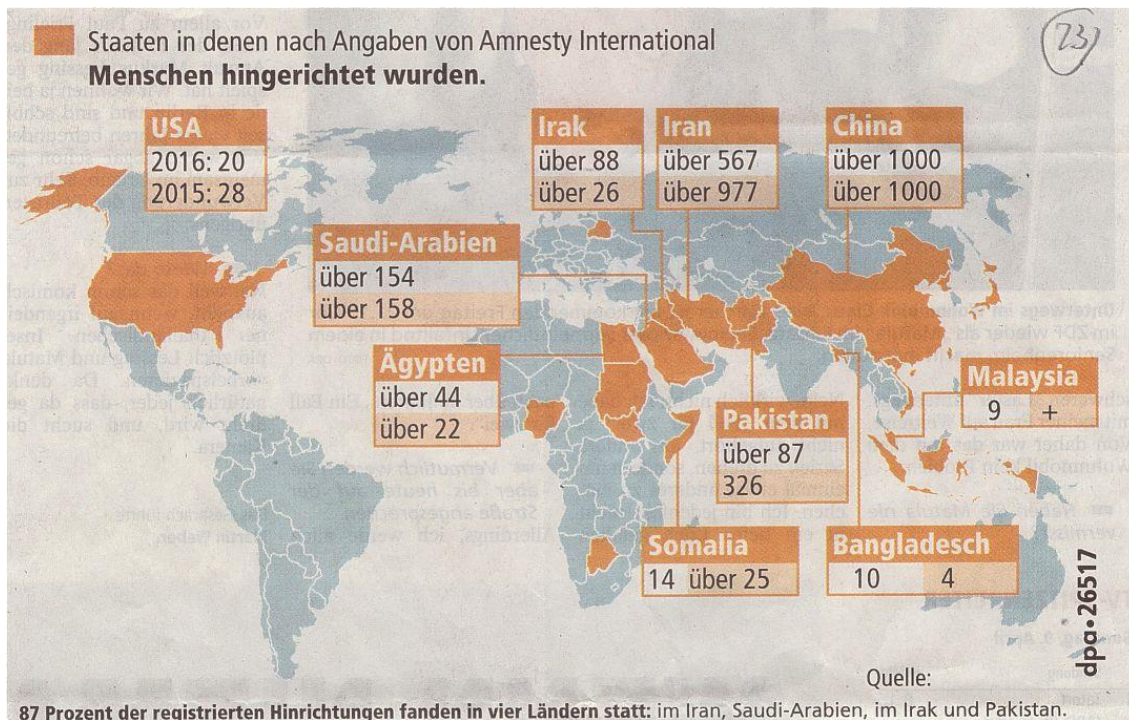 Staaten in denen nach Angaben von Amnesty International
Menschen hingerichtet wurden.
23)
USA
2016: 20
2015: 28
Irak
über 88
über 26
Iran
über 567
über 977
China
über 1000
über 1000
Saudi-Arabien
über 154
über 158
Ägypten
über 44
über 22
Pakistan
über 87
326
Malaysia
9 +
Somalia
14 über 25
Bangladesch
10 4
dpa•26517
Quelle:
87 Prozent der registrierten Hinrichtungen fanden in vier Ländern statt: im Iran, Saudi-Arabien, im Irak und Pakistan.